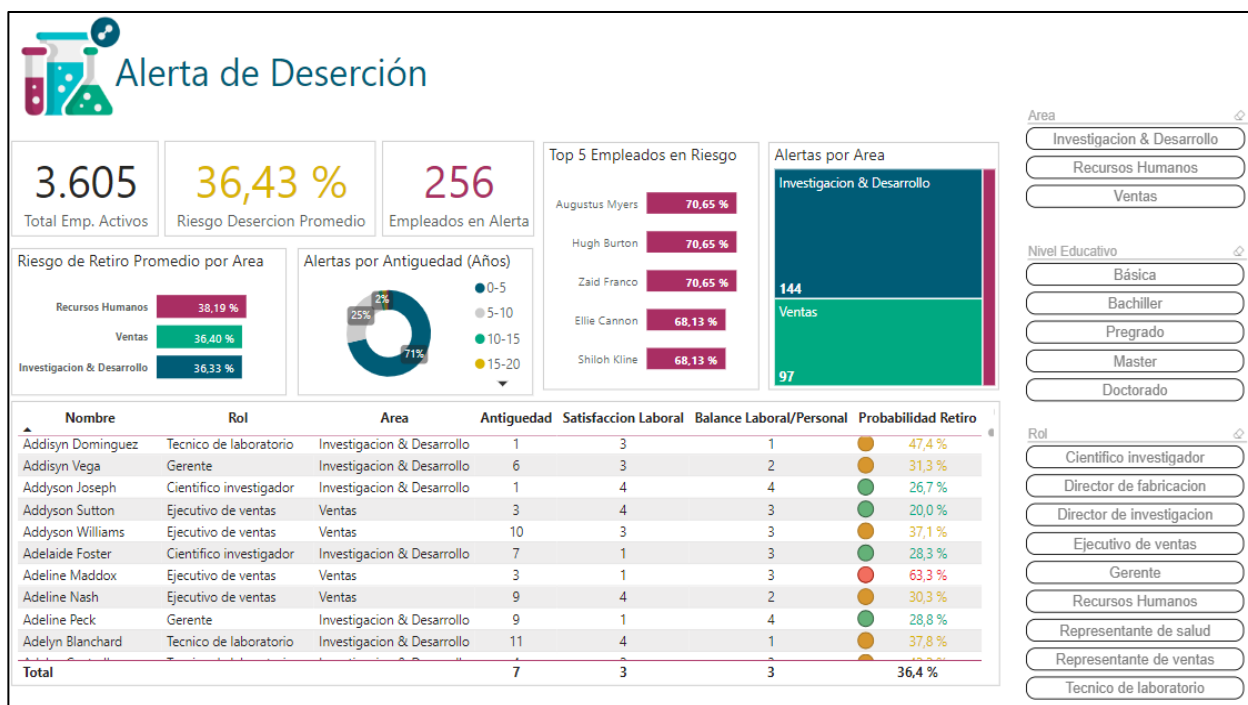 Alerta de Deserción
3.605
Total Emp. Activos
36,43 %
Riesgo Desercion Promedio
256
Empleados en Alerta
Riesgo de Retiro Promedio por Area
Recursos Humanos 38,19 %
Ventas 36,40 %
Investigacion & Desarrollo 36,33 %
Alertas por Antiguedad (Años)
2%
25%
71%
0-5
5-10
10-15
15-20
Top 5 Empleados en Riesgo
Augustus Myers 70,65 %
Hugh Burton 70,65 %
Zaid Franco 70,65 %
Ellie Cannon 68,13 %
Shiloh Kline 68,13 %
Alertas por Area
Investigacion & Desarrollo
144
Ventas
97
Nombre Rol Area Antiguedad Satisfaccion Laboral Balance Laboral/Personal Probabilidad Retiro
Addisyn Dominguez Tecnico de laboratorio Investigacion & Desarrollo 1 3 1 47,4 %
Addisyn Vega Gerente Investigacion & Desarrollo 6 3 2 31,3 %
Addyson Joseph Cientifico investigador Investigacion & Desarrollo 1 4 4 26,7 %
Addyson Sutton Ejecutivo de ventas Ventas 3 4 3 20,0 %
Addyson Williams Ejecutivo de ventas Ventas 10 3 3 37,1 %
Adelaide Foster Cientifico investigador Investigacion & Desarrollo 7 1 3 28,3 %
Adeline Maddox Ejecutivo de ventas Ventas 3 1 3 63,3 %
Adeline Nash Ejecutivo de ventas Ventas 9 4 2 30,3 %
Adeline Peck Gerente Investigacion & Desarrollo 9 1 4 28,8 %
Adelyn Blanchard Tecnico de laboratorio Investigacion & Desarrollo 11 4 1 37,8 %
Total 7 3 3 36,4 %
Area
Investigacion & Desarrollo
Recursos Humanos
Ventas
Nivel Educativo
Básica
Bachiller
Pregrado
Master
Doctorado
Rol
Cientifico investigador
Director de fabricacion
Director de investigacion
Ejecutivo de ventas
Gerente
Recursos Humanos
Representante de salud
Representante de ventas
Tecnico de laboratorio